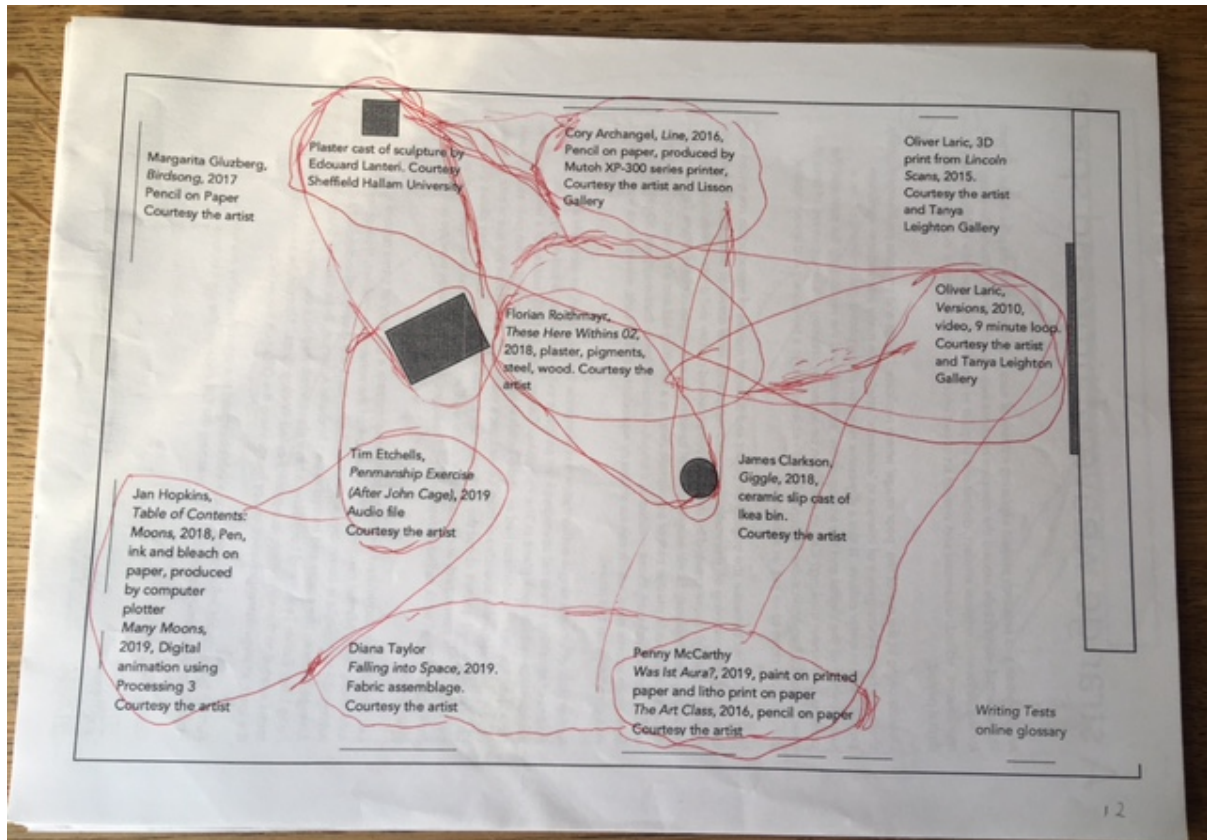 Margarita Gluzberg,
Birdsong, 2017
Pencil on Paper
Courtesy the artist
Plaster cast of sculpture by
Edouard Lanteri. Courtesy
Sheffield Hallam University
Cory Archangel, Line, 2016,
Pencil on paper, produced by
Mutoh XP-300 series printer,
Courtesy the artist and Lisson
Gallery
Oliver Laric, 3D
print from Lincoln
Scans, 2015.
Courtesy the artist
and Tanya
Leighton Gallery
Florian Roithmayr,
These Here Withins 02,
2018, plaster, pigments,
steel, wood. Courtesy the
artist
Oliver Laric,
Versions, 2010,
video, 9 minute loop.
Courtesy the artist
and Tanya Leighton
Gallery
Tim Etchells,
Penmanship Exercise
(After John Cage), 2019
Audio file
Courtesy the artist
James Clarkson,
Giggle, 2018,
ceramic slip cast of
Ikea bin.
Courtesy the artist
Jan Hopkins,
Table of Contents:
Moons, 2018, Pen,
ink and bleach on
paper, produced
by computer
plotter
Many Moons,
2019, Digital
animation using
Processing 3
Courtesy the artist
Diana Taylor
Falling into Space, 2019.
Fabric assemblage.
Courtesy the artist
Penny McCarthy
Was Ist Aura?, 2019, paint on printed
paper and litho print on paper
The Art Class, 2016, pencil on paper
Courtesy the artist
Writing Tests
online glossary
12